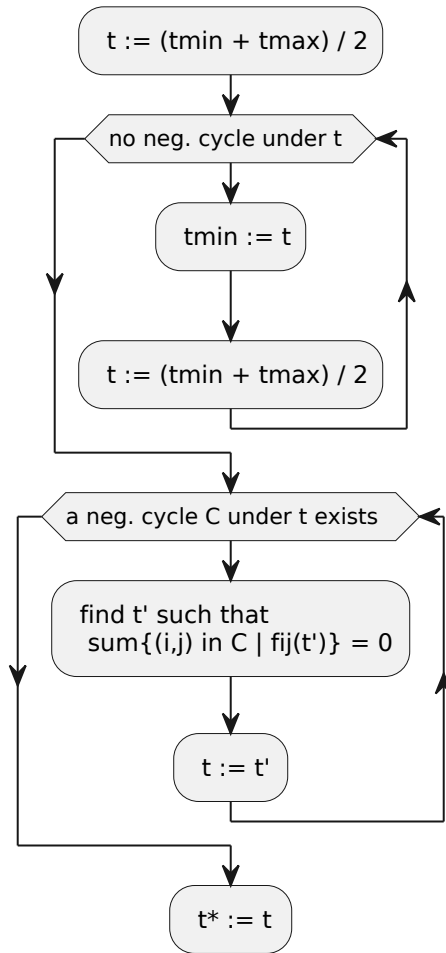 t := (tmin + tmax) / 2
no neg. cycle under t
tmin := t
t := (tmin + tmax) / 2
a neg. cycle C under t exists
find t' such that
sum{(i,j) in C | fij(t')} = 0
t := t'
t* := t